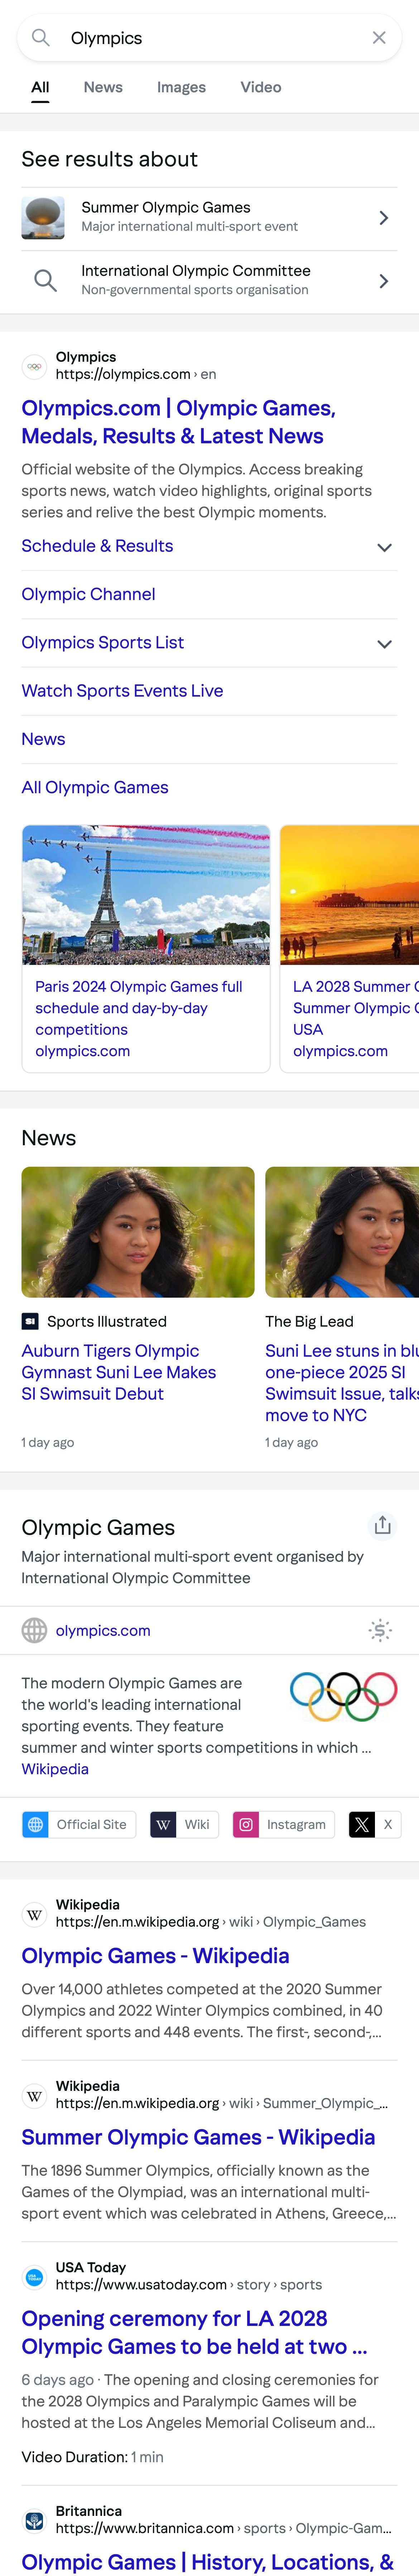 Olympics
All News Images Video
See results about
Summer Olympic Games
Major international multi-sport event
International Olympic Committee
Non-governmental sports organisation
Olympics
https://olympics.com › en
Olympics.com | Olympic Games,
Medals, Results & Latest News
Official website of the Olympics. Access breaking
sports news, watch video highlights, original sports
series and relive the best Olympic moments.
Schedule & Results
Olympic Channel
Olympics Sports List
Watch Sports Events Live
News
All Olympic Games
Paris 2024 Olympic Games full
schedule and day-by-day
competitions
olympics.com
LA 2028 Summer
Summer Olympic
USA
olympics.com
News
SI Sports Illustrated
Auburn Tigers Olympic
Gymnast Suni Lee Makes
SI Swimsuit Debut
1 day ago
The Big Lead
Suni Lee stuns in
one-piece 2025 SI
Swimsuit Issue,
move to NYC
1 day ago
Olympic Games
Major international multi-sport event organised by
International Olympic Committee
olympics.com
The modern Olympic Games are
the world's leading international
sporting events. They feature
summer and winter sports competitions in which ...
Wikipedia
Official Site W Wiki Instagram X X
W Wikipedia
https://en.m.wikipedia.org › wiki › Olympic_Games
Olympic Games - Wikipedia
Over 14,000 athletes competed at the 2020 Summer
Olympics and 2022 Winter Olympics combined, in 40
different sports and 448 events. The first-, second-,...
W Wikipedia
https://en.m.wikipedia.org › wiki › Summer_Olympic_...
Summer Olympic Games - Wikipedia
The 1896 Summer Olympics, officially known as the
Games of the Olympiad, was an international multi-
sport event which was celebrated in Athens, Greece,...
USA Today
https://www.usatoday.com › story › sports
Opening ceremony for LA 2028
Olympic Games to be held at two ...
6 days ago · The opening and closing ceremonies for
the 2028 Olympics and Paralympic Games will be
hosted at the Los Angeles Memorial Coliseum and...
Video Duration: 1 min
Britannica
https://www.britannica.com › sports › Olympic-Gam...
Olympic Games | History, Locations, &